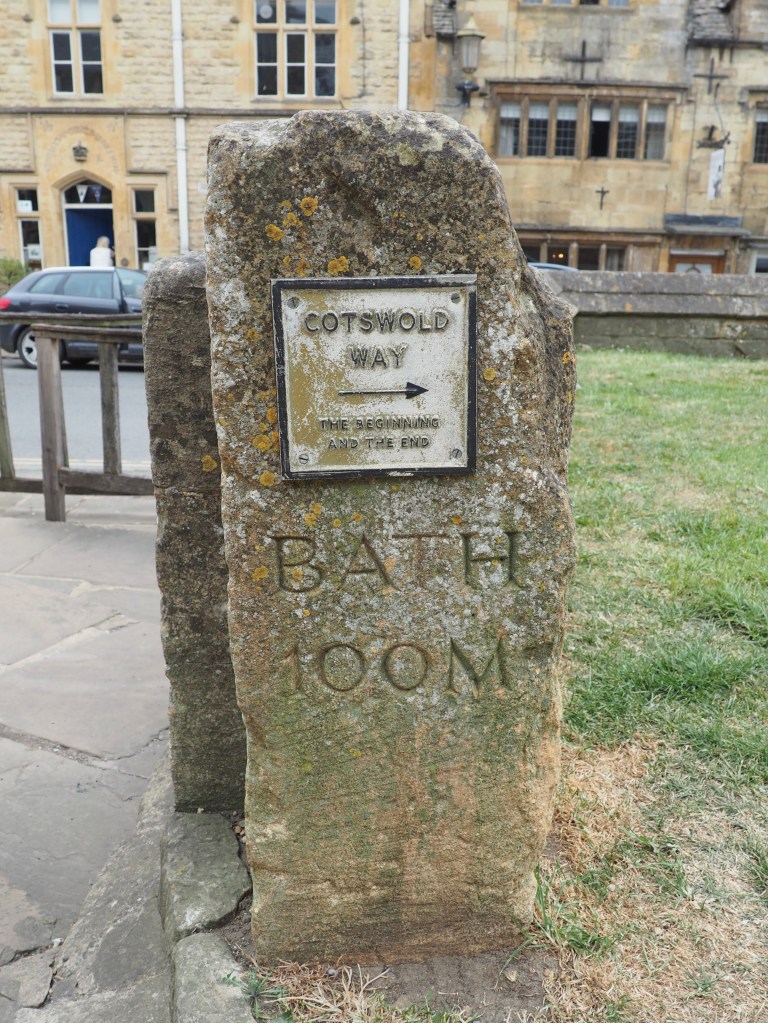 COTSWOLD
WAY
THE BEGINNING
AND THE END
BATH
100M